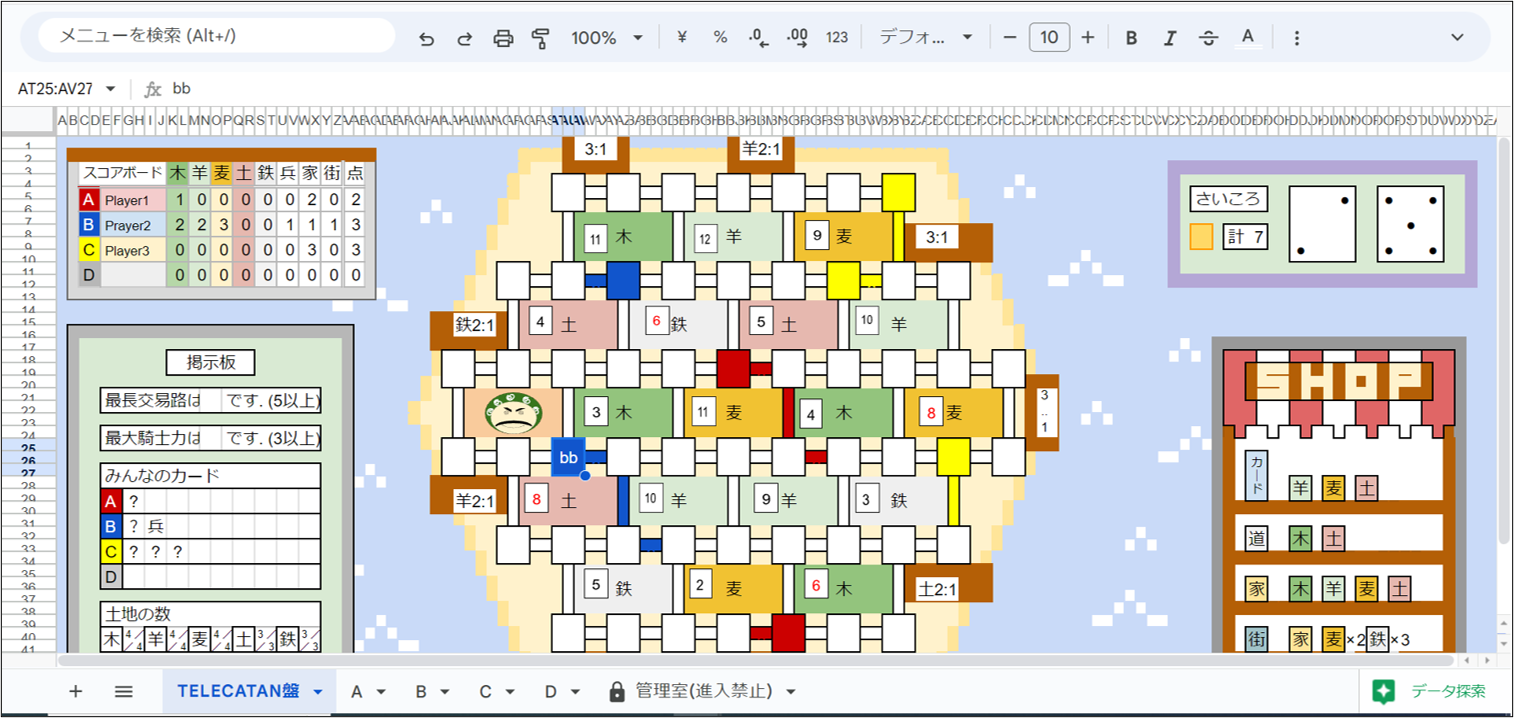 メニューを検索 (Alt+/)
100%
¥ % .0 .00 123
デフォ...
10
B I S A
AT25:AV27
fx bb
3:1
羊2:1
スコアボード 木 羊 麦 土 鉄 兵 家 街 点
A Player1 1 0 0 0 0 0 2 0 2
B Prayer2 2 2 3 0 0 1 1 1 3
C Player3 0 0 0 0 0 0 3 0 3
D 0 0 0 0 0 0 0 0 0
さいころ
計 7
11 木
12 羊
9 麦
3:1
鉄2:1
4 土
6 鉄
5 土
10 羊
掲示板
最長交易路は です. (5以上)
最大騎士力は です. (3以上)
みんなのカード
A ?
B ? 兵
C ? ? ?
D
土地の数
木 4/4 羊 4/4 麦 4/4 土 3/3 鉄 3/3
3 木
11 麦
4 木
8 麦
3:1
bb
羊2:1
8 土
10 羊
9 羊
3 鉄
5 鉄
2 麦
6 木
土2:1
SHOP
カード 羊 麦 土
道 木 土
家 木 羊 麦 土
街 家 麦×2 鉄×3
+ TELECATAN盤 A B C D 管理室(進入禁止)
データ探索